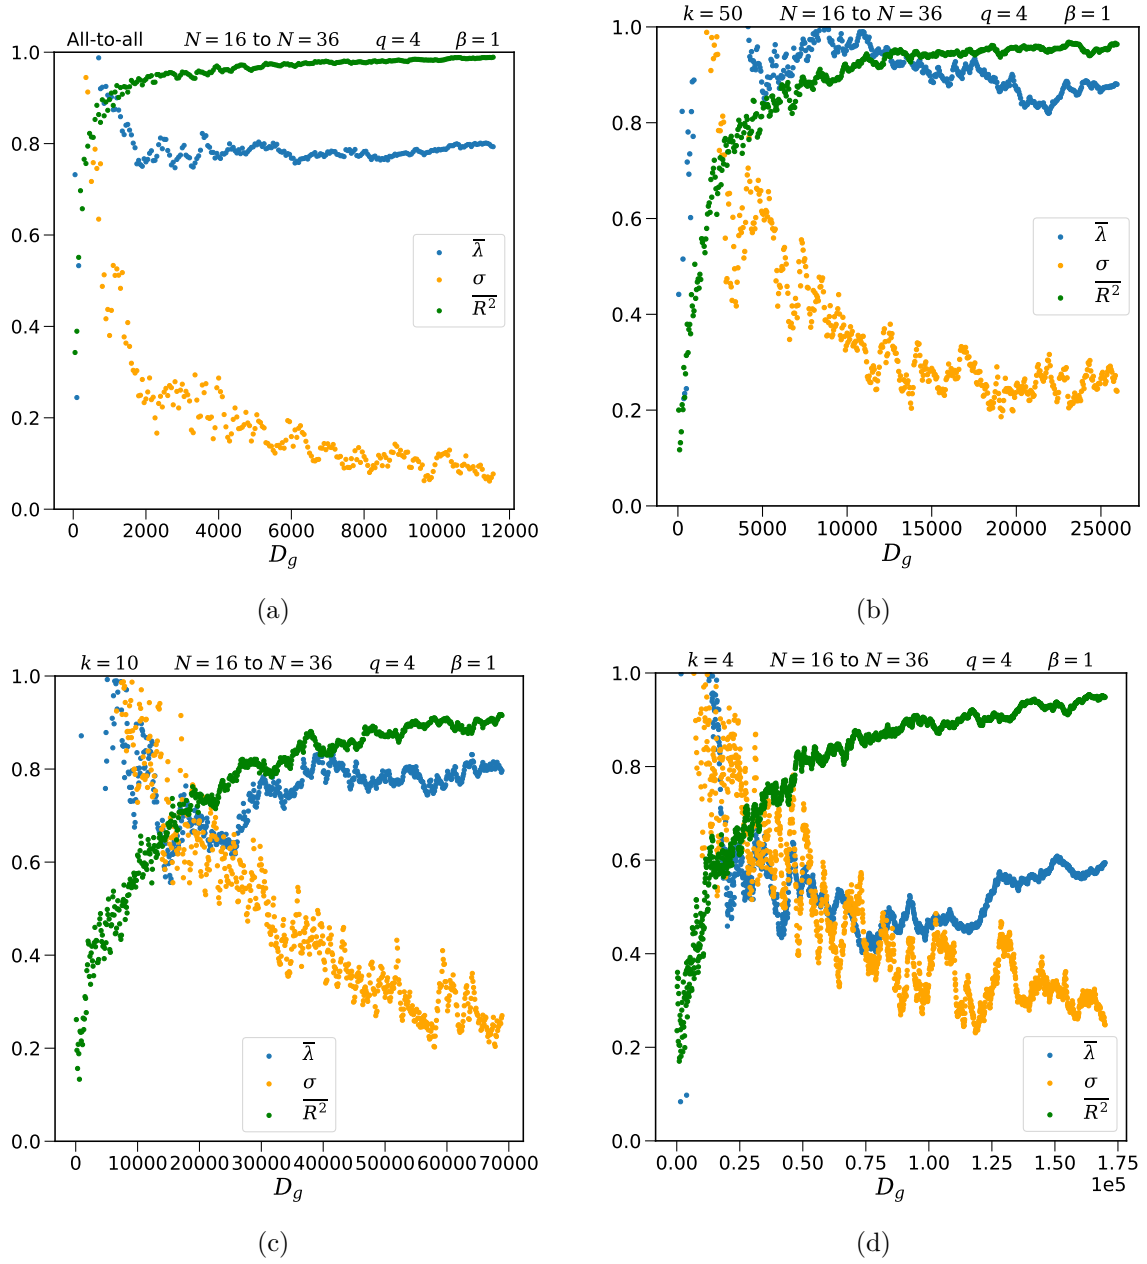 All-to-all N = 16 to N = 36 q = 4 β = 1
1.0
0.8
0.6
0.4
0.2
0.0
λ̅
σ
R̅²
0 2000 4000 6000 8000 10000 12000
D_g
(a)
k = 50 N = 16 to N = 36 q = 4 β = 1
1.0
0.8
0.6
0.4
0.2
0.0
λ̅
σ
R̅²
0 5000 10000 15000 20000 25000
D_g
(b)
k = 10 N = 16 to N = 36 q = 4 β = 1
1.0
0.8
0.6
0.4
0.2
0.0
λ̅
σ
R̅²
0 10000 20000 30000 40000 50000 60000 70000
D_g
(c)
k = 4 N = 16 to N = 36 q = 4 β = 1
1.0
0.8
0.6
0.4
0.2
0.0
λ̅
σ
R̅²
0.00 0.25 0.50 0.75 1.00 1.25 1.50 1.75
1e5
D_g
(d)